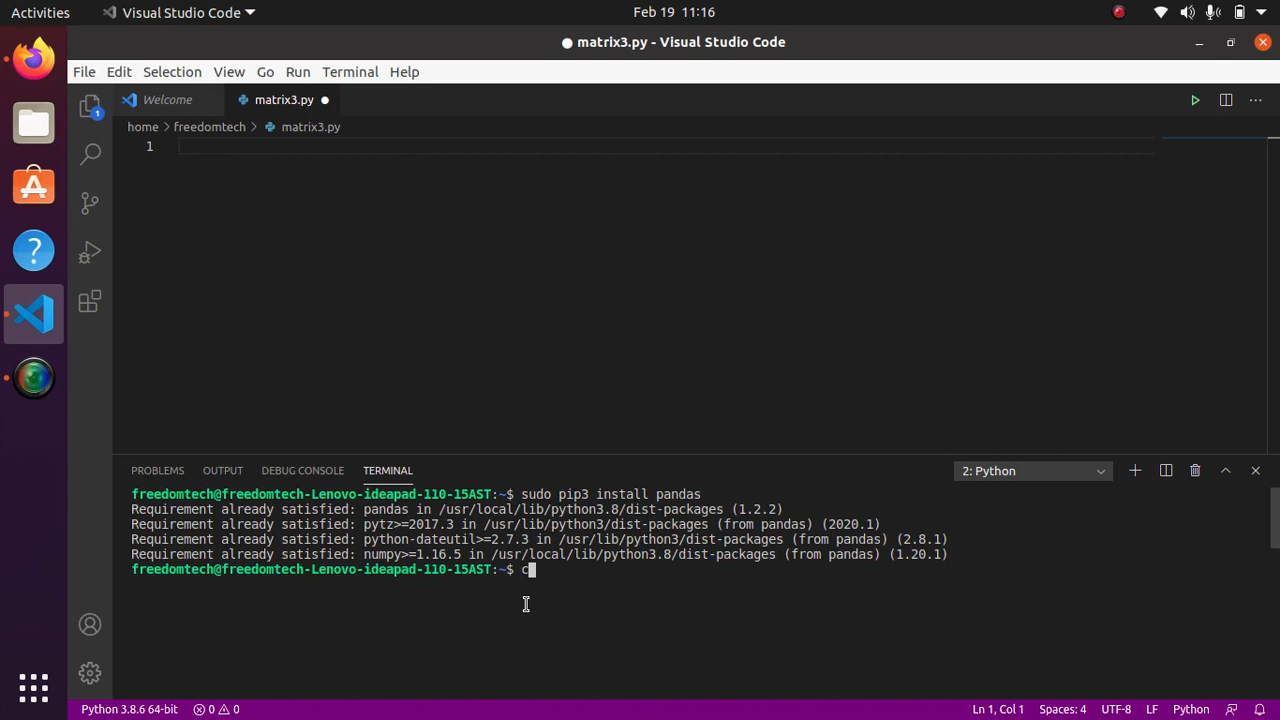 Activities Visual Studio Code Feb 19 11:16
matrix3.py - Visual Studio Code
File Edit Selection View Go Run Terminal Help
Welcome matrix3.py
home > freedomtech > matrix3.py
1
1
PROBLEMS OUTPUT DEBUG CONSOLE TERMINAL 2: Python
freedomtech@freedomtech-Lenovo-ideapad-110-15AST:~$ sudo pip3 install pandas
Requirement already satisfied: pandas in /usr/local/lib/python3.8/dist-packages (1.2.2)
Requirement already satisfied: pytz>=2017.3 in /usr/lib/python3/dist-packages (from pandas) (2020.1)
Requirement already satisfied: python-dateutil>=2.7.3 in /usr/lib/python3/dist-packages (from pandas) (2.8.1)
Requirement already satisfied: numpy>=1.16.5 in /usr/local/lib/python3.8/dist-packages (from pandas) (1.20.1)
freedomtech@freedomtech-Lenovo-ideapad-110-15AST:~$ c
Python 3.8.6 64-bit 0 0 Ln 1, Col 1 Spaces: 4 UTF-8 LF Python